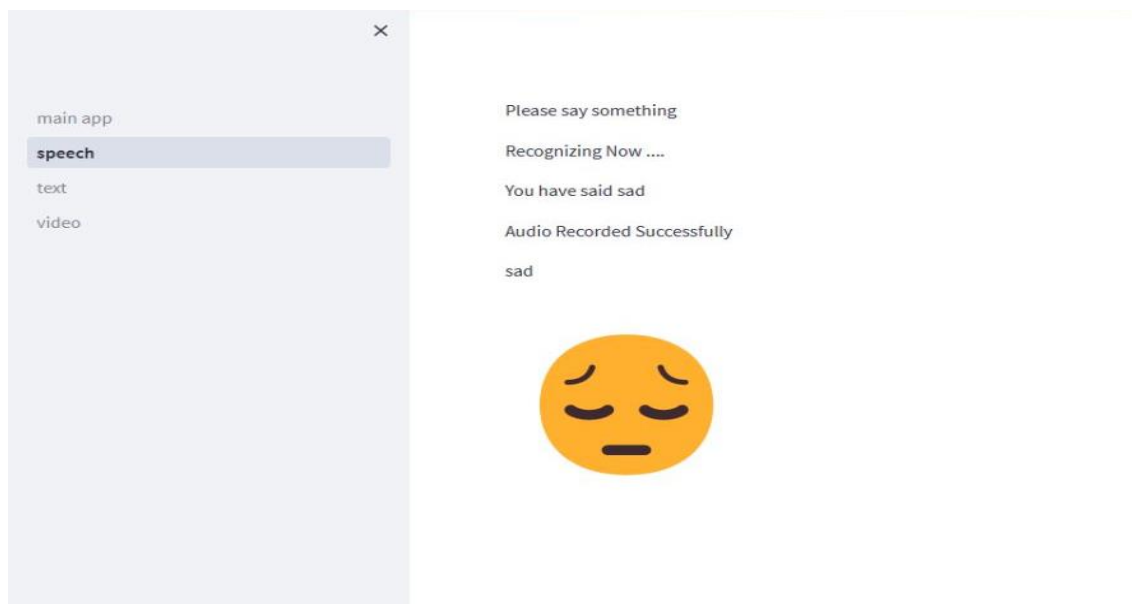 main app
speech
text
video
Please say something
Recognizing Now ....
You have said sad
Audio Recorded Successfully
sad